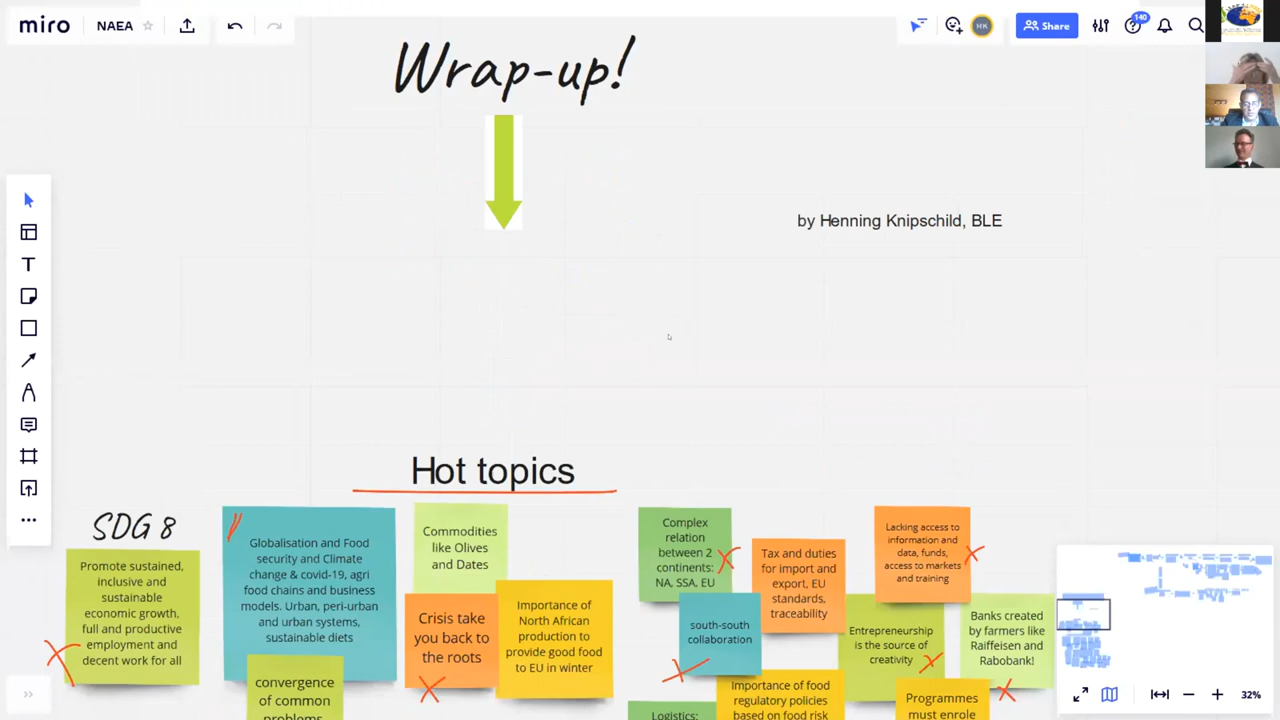 miro
NAEA
HK
Share
140
Wrap-up!
by Henning Knipschild, BLE
T
Hot topics
SDG 8
Promote sustained,
inclusive and
sustainable
economic growth,
full and productive
employment and
decent work for all
Globalisation and Food
security and Climate
change & covid-19, agri
food chains and business
models. Urban, peri-urban
and urban systems,
sustainable diets
convergence
of common
problems
Commodities
like Olives
and Dates
Crisis take
you back to
the roots
Importance of
North African
production to
provide good food
to EU in winter
Complex
relation
between 2
continents:
NA, SSA, EU
south-south
collaboration
Logistics:
Tax and duties
for import and
export, EU
standards,
traceability
Importance of food
regulatory policies
based on food risk
Lacking access to
information and
data, funds,
access to markets
and training
Entrepreneurship
is the source of
creativity
Programmes
must enrole
Banks created
by farmers like
Raiffeisen and
Rabobank!
32%